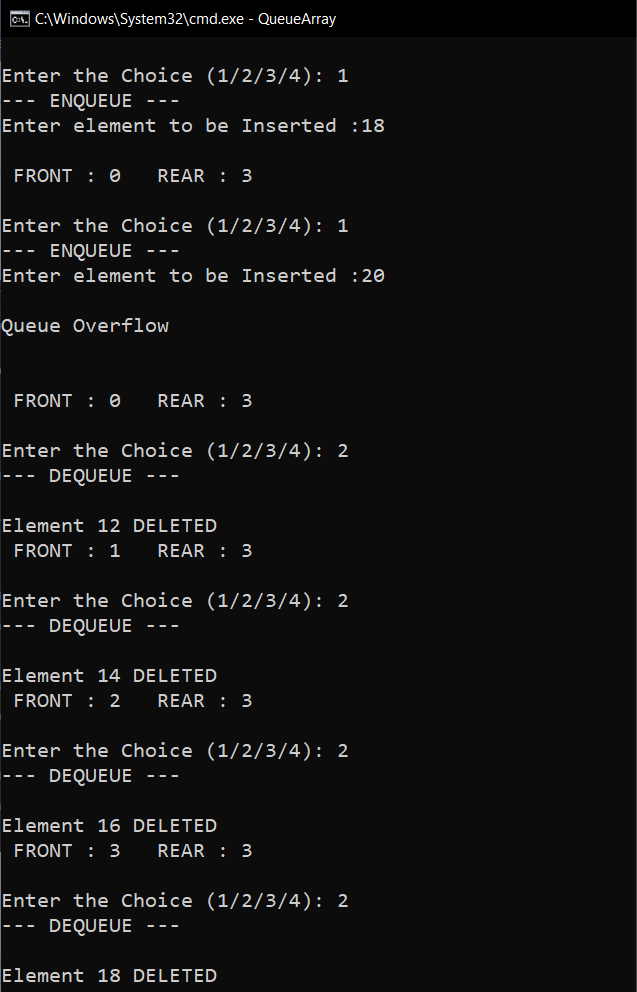 C:\Windows\System32\cmd.exe - QueueArray
Enter the Choice (1/2/3/4): 1
--- ENQUEUE ---
Enter element to be Inserted :18
FRONT : 0   REAR : 3
Enter the Choice (1/2/3/4): 1
--- ENQUEUE ---
Enter element to be Inserted :20
Queue Overflow
FRONT : 0   REAR : 3
Enter the Choice (1/2/3/4): 2
--- DEQUEUE ---
Element 12 DELETED
FRONT : 1   REAR : 3
Enter the Choice (1/2/3/4): 2
--- DEQUEUE ---
Element 14 DELETED
FRONT : 2   REAR : 3
Enter the Choice (1/2/3/4): 2
--- DEQUEUE ---
Element 16 DELETED
FRONT : 3   REAR : 3
Enter the Choice (1/2/3/4): 2
--- DEQUEUE ---
Element 18 DELETED